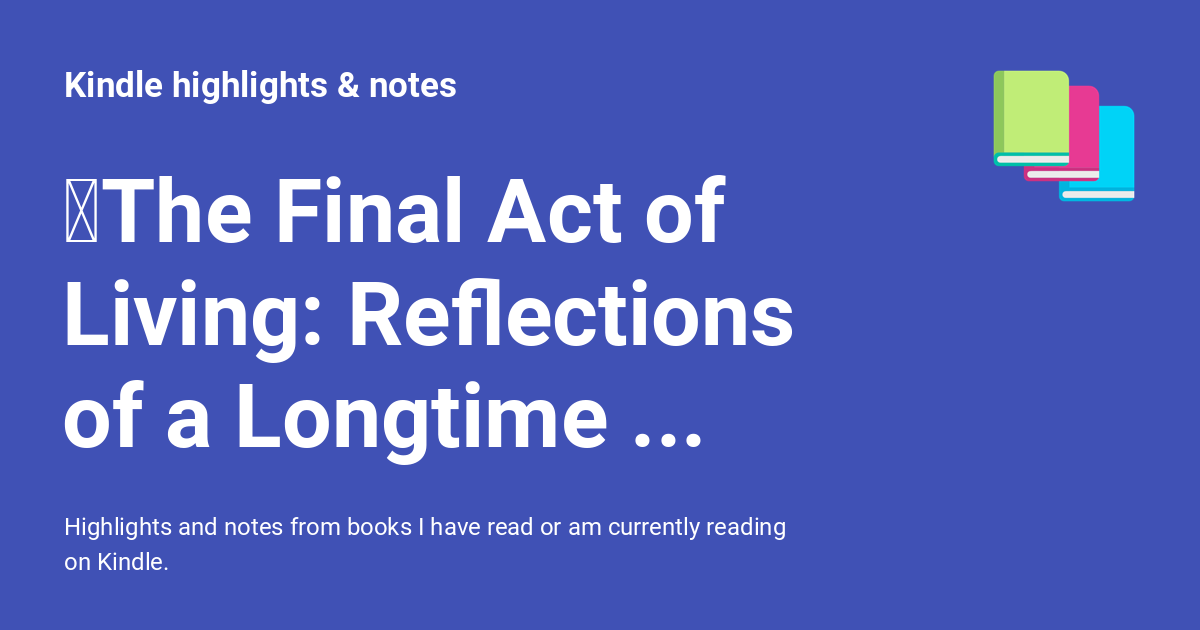 Kindle highlights & notes
The Final Act of
Living: Reflections
of a Longtime ...
Highlights and notes from books I have read or am currently reading
on Kindle.